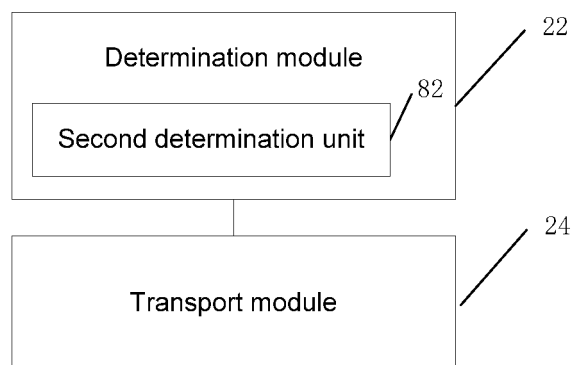 22
Determination module
82
Second determination unit
24
Transport module